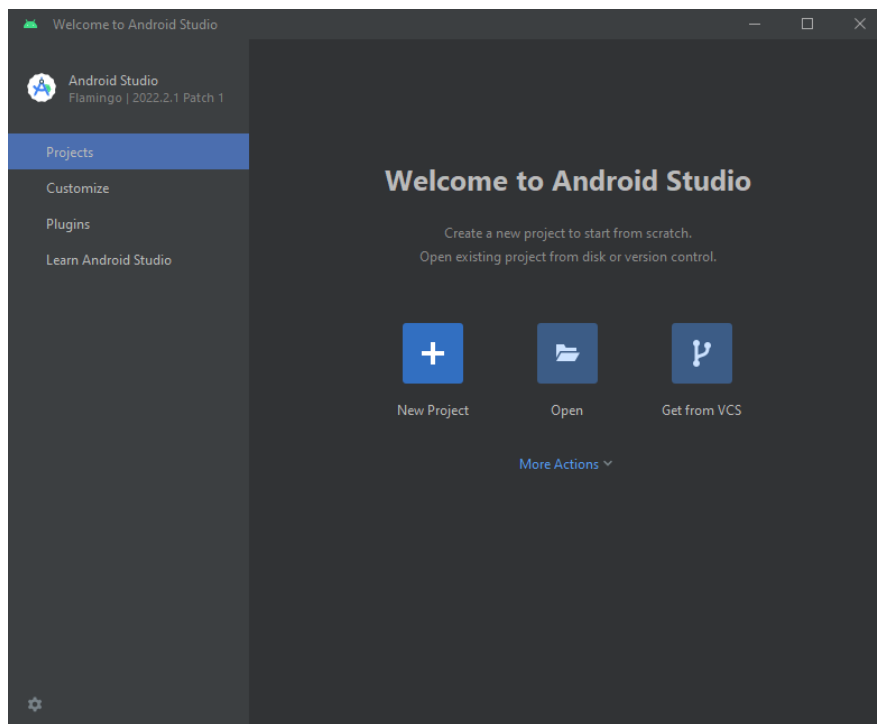 Welcome to Android Studio
Android Studio
Flamingo | 2022.2.1 Patch 1
Projects
Customize
Plugins
Learn Android Studio
Welcome to Android Studio
Create a new project to start from scratch.
Open existing project from disk or version control.
New Project
Open
Get from VCS
More Actions